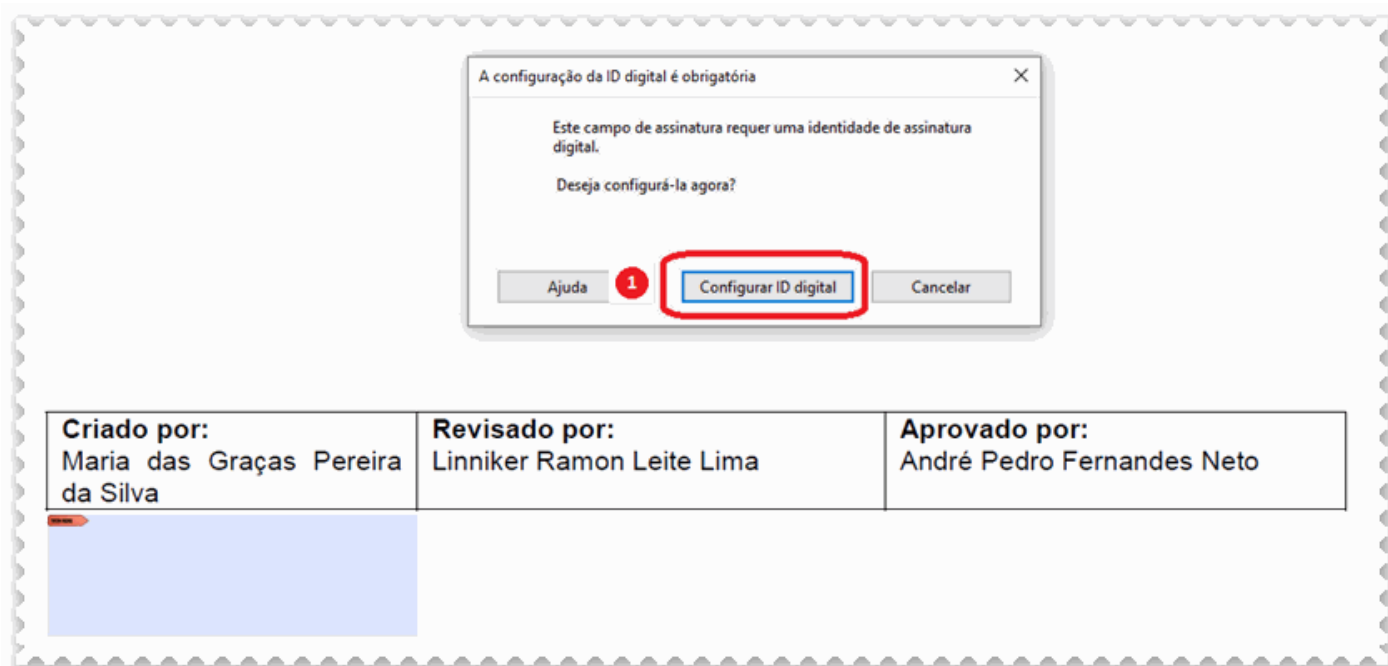 A configuração da ID digital é obrigatória
Este campo de assinatura requer uma identidade de assinatura
digital.
Deseja configurá-la agora?
Ajuda
1
Configurar ID digital
Cancelar
Criado por:
Maria das Graças Pereira
da Silva
Revisado por:
Linniker Ramon Leite Lima
Aprovado por:
André Pedro Fernandes Neto